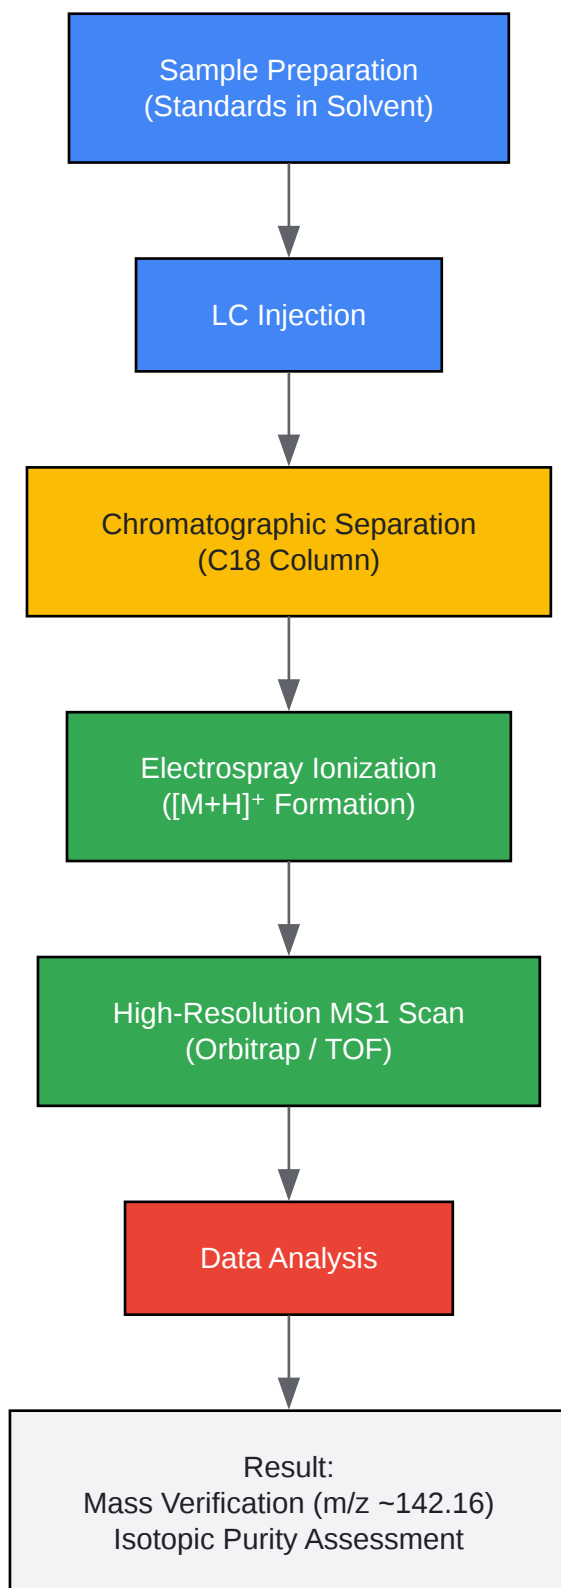 Sample Preparation
(Standards in Solvent)
LC Injection
Chromatographic Separation
(C18 Column)
Electrospray Ionization
([M+H]⁺ Formation)
High-Resolution MS1 Scan
(Orbitrap / TOF)
Data Analysis
Result:
Mass Verification (m/z ~142.16)
Isotopic Purity Assessment